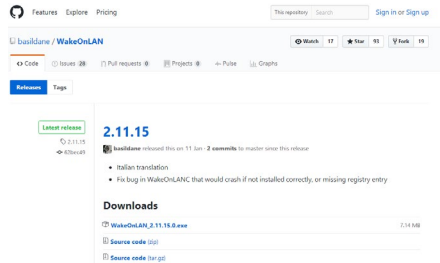 Features Explore Pricing
This repository Search
Sign in or Sign up
basildane / WakeOnLAN
Watch 17 Star 93 Fork 19
Code Issues 28 Pull requests 0 Projects 0 Pulse Graphs
Releases Tags
Latest release
2.11.15
2.11.15
basildane released this on 11 Jan · 2 commits to master since this release
Italian translation
Fix bug in WakeOnLANC that would crash if not installed correctly, or missing registry entry
Downloads
WakeOnLAN_2.11.15.0.exe 7.14 MB
Source code (zip)
Source code (tar.gz)